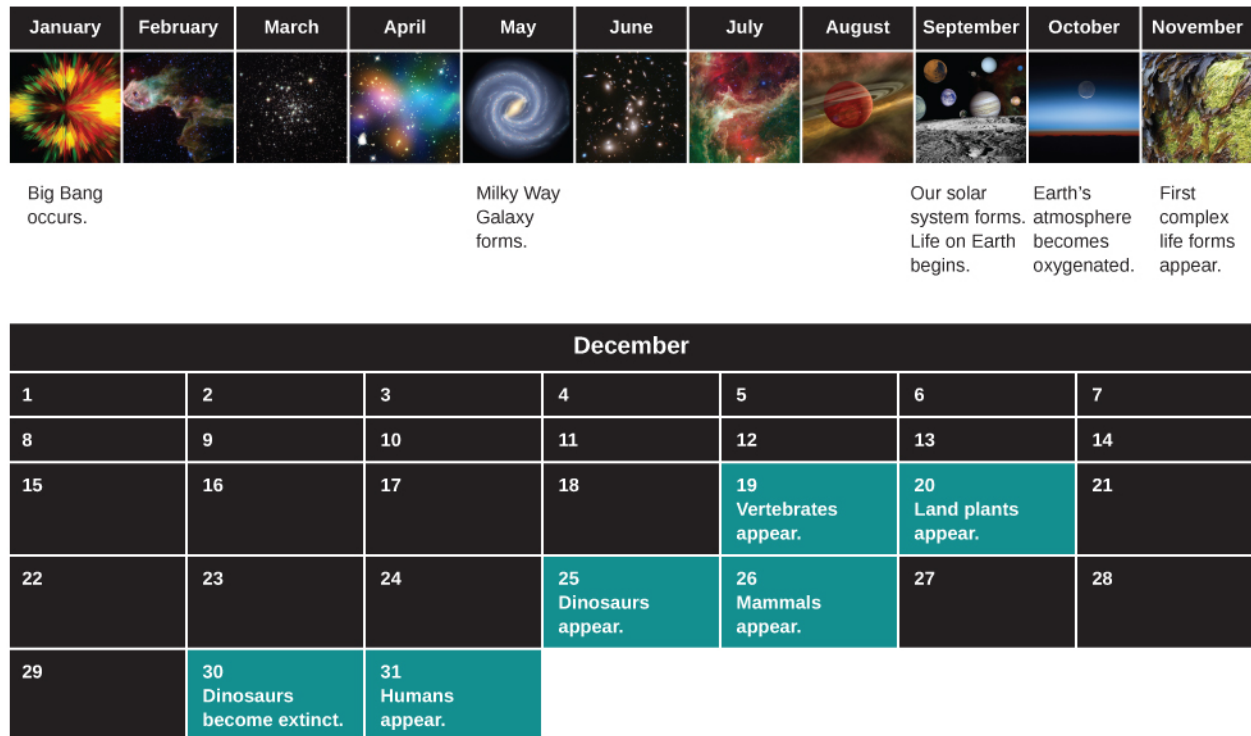 January February March April May June July August September October November
Big Bang
occurs.
Milky Way
Galaxy
forms.
Our solar
system forms.
Life on Earth
begins.
Earth’s
atmosphere
becomes
oxygenated.
First
complex
life forms
appear.
December
1 2 3 4 5 6 7
8 9 10 11 12 13 14
15 16 17 18 19 20 21
Vertebrates
appear.
Land plants
appear.
22 23 24 25 26 27 28
Dinosaurs
appear.
Mammals
appear.
29 30 31
Dinosaurs
become extinct.
Humans
appear.